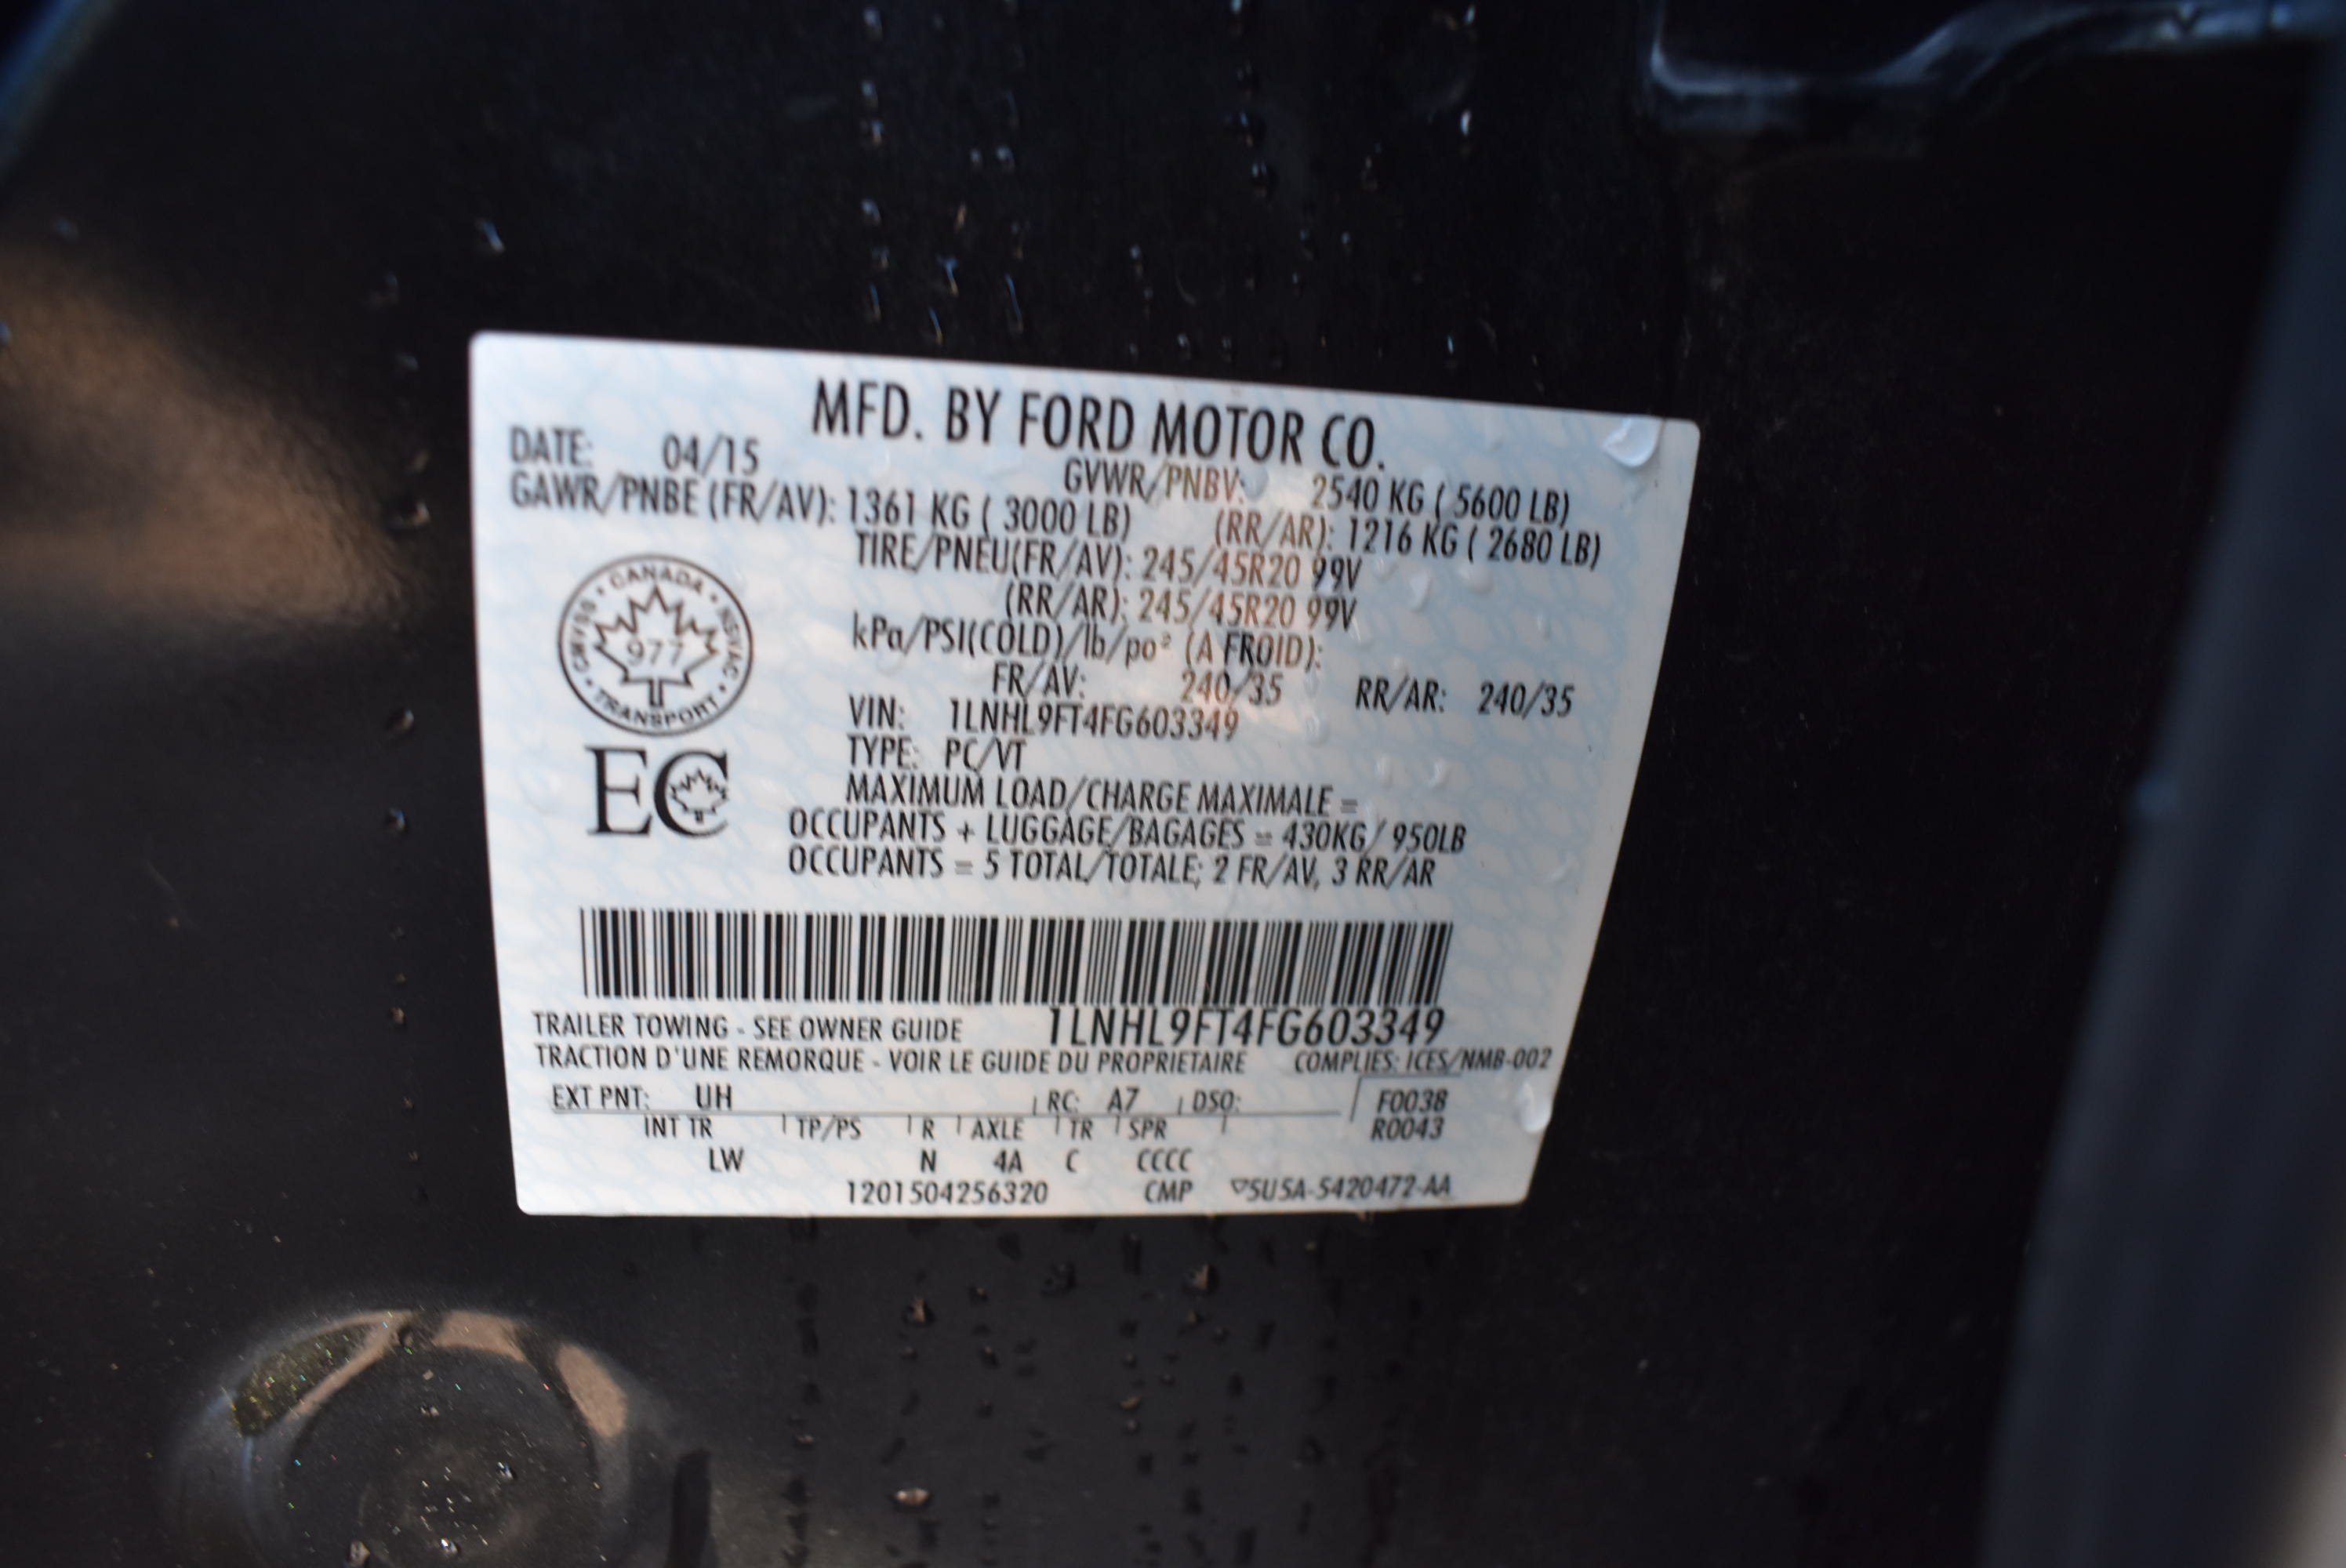 MFD. BY FORD MOTOR CO.
DATE: 04/15 GVWR/PNBV: 2540 KG ( 5600 LB)
GAWR/PNBE (FR/AV): 1361 KG ( 3000 LB) (RR/AR): 1216 KG ( 2680 LB)
TIRE/PNEU(FR/AV): 245/45R20 99V
(RR/AR): 245/45R20 99V
kPa/PSI(COLD)/lb/po² (A FROID):
FR/AV: 240/35 RR/AR: 240/35
VIN: 1LNHL9FT4FG603349
TYPE: PC/VT
MAXIMUM LOAD/CHARGE MAXIMALE =
OCCUPANTS + LUGGAGE/BAGAGES = 430KG/ 950LB
OCCUPANTS = 5 TOTAL/TOTALE; 2 FR/AV, 3 RR/AR
CANADA · NSVAC · TRANSPORT · CMVSS ·
977
EC
1LNHL9FT4FG603349
TRAILER TOWING - SEE OWNER GUIDE
TRACTION D'UNE REMORQUE - VOIR LE GUIDE DU PROPRIETAIRE COMPLIES: ICES/NMB-002
EXT PNT: UH RC: A7 DSO: F0038
INT TR TP/PS R AXLE TR SPR R0043
LW N 4A C CCCC
1201504256320 CMP ▽5U5A-5420472-AA